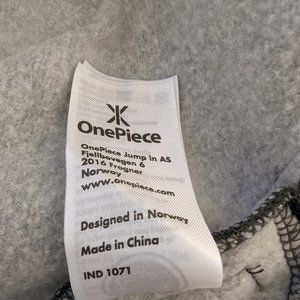 OnePiece
OnePiece Jump in AS
Fjellbovegen 6
2016 Frogner
Norway
www.onepiece.com
Designed in Norway
Made in China
IND 1071